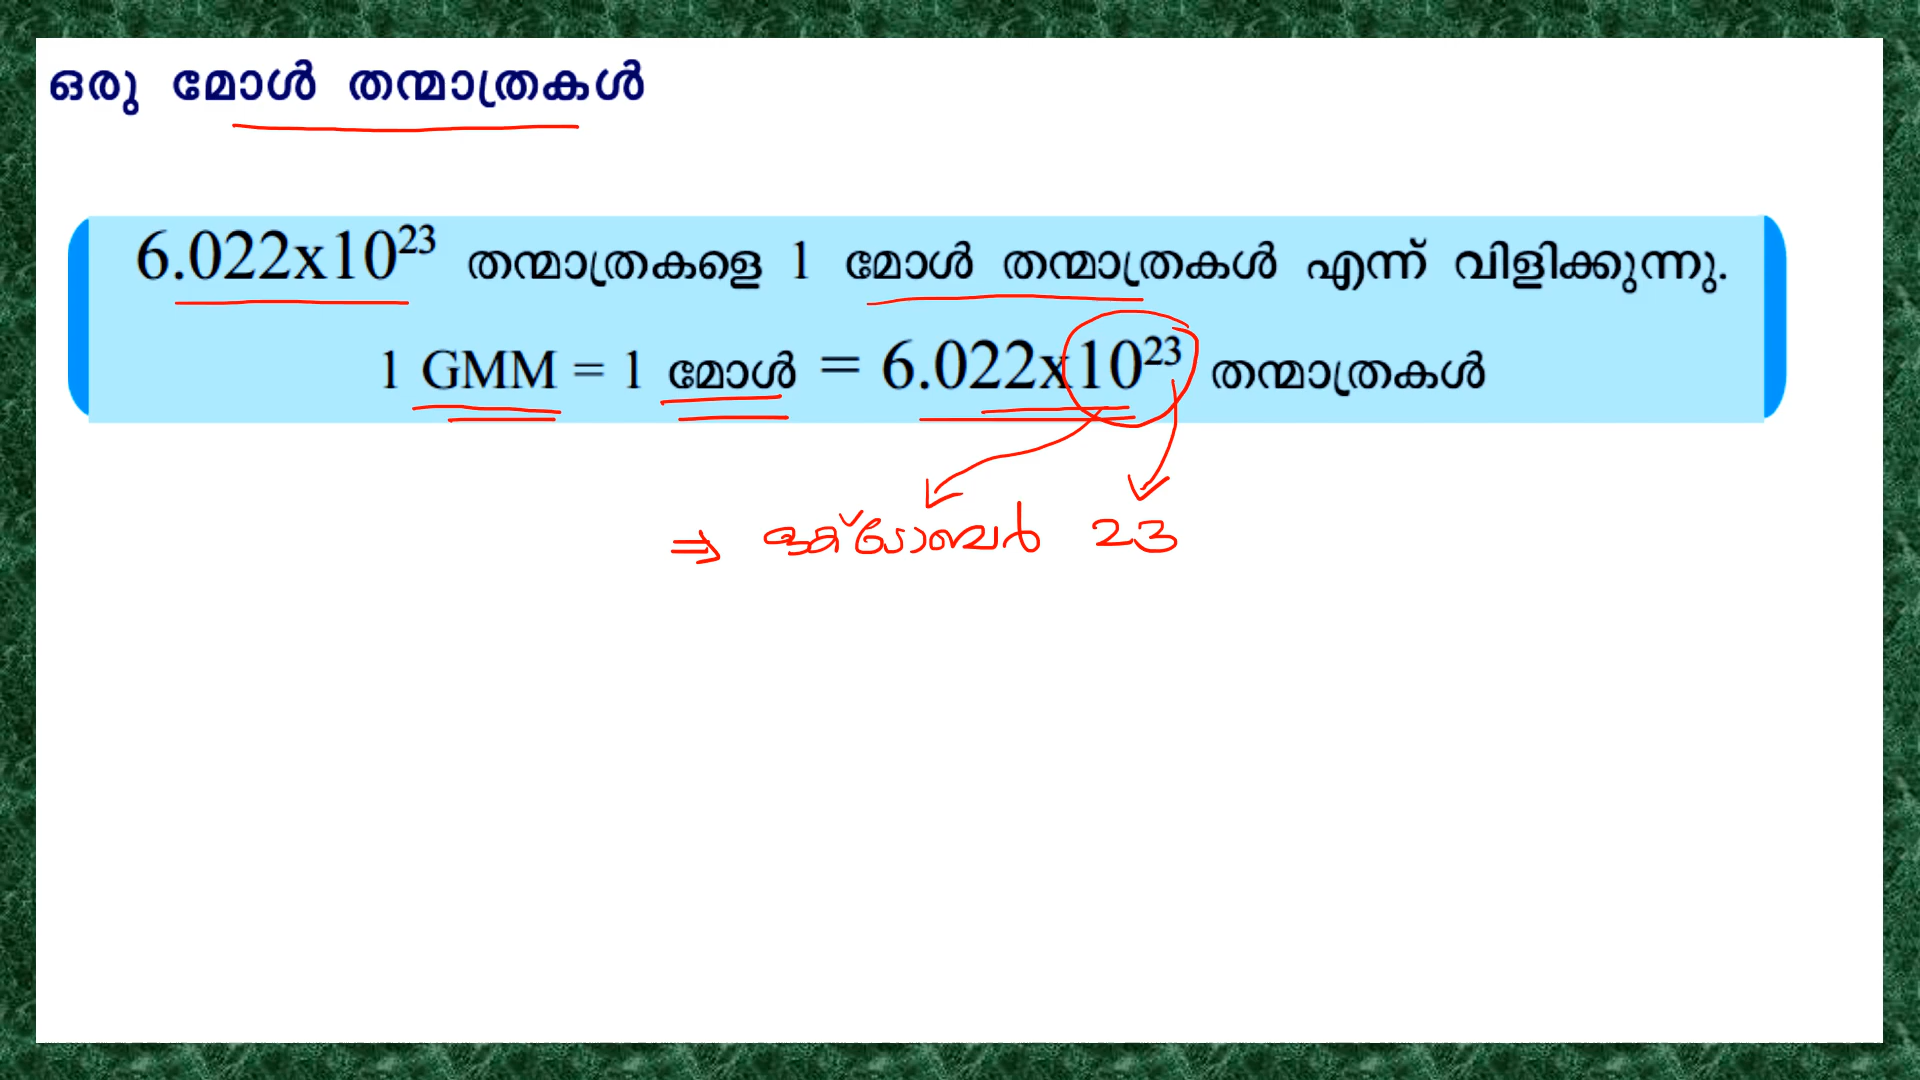 ഒരു മോൾ തന്മാത്രകൾ
6.022x10²³ തന്മാത്രകളെ 1 മോൾ തന്മാത്രകൾ എന്ന് വിളിക്കുന്നു.
1 GMM = 1 മോൾ = 6.022x10²³ തന്മാത്രകൾ
⇒ ഒക്ടോബർ 23